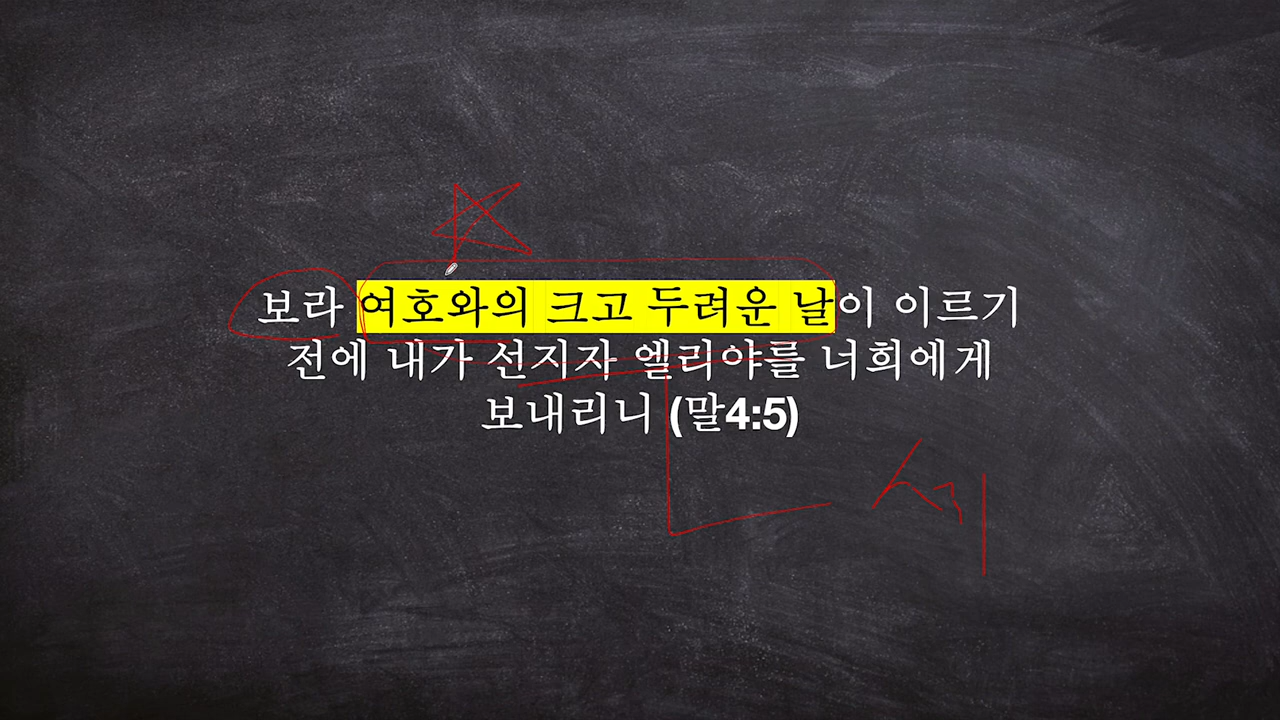 보라 여호와의 크고 두려운 날이 이르기
전에 내가 선지자 엘리야를 너희에게
보내리니 (말4:5)